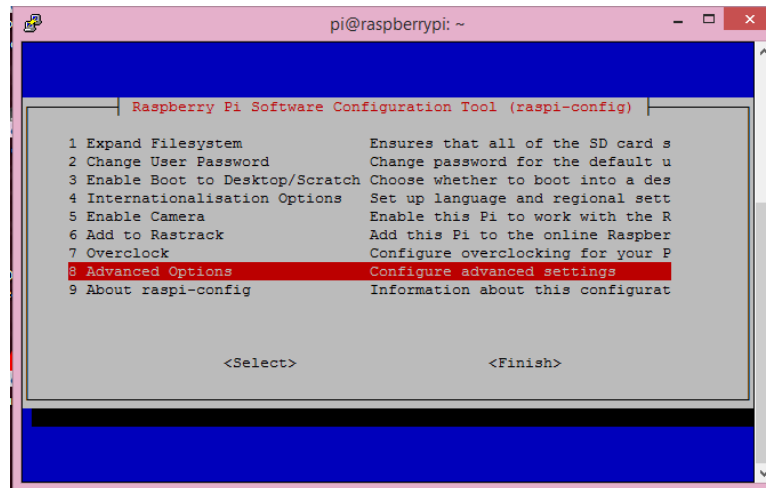 pi@raspberrypi: ~
Raspberry Pi Software Configuration Tool (raspi-config)
1 Expand Filesystem Ensures that all of the SD card s
2 Change User Password Change password for the default u
3 Enable Boot to Desktop/Scratch Choose whether to boot into a des
4 Internationalisation Options Set up language and regional sett
5 Enable Camera Enable this Pi to work with the R
6 Add to Rastrack Add this Pi to the online Raspber
7 Overclock Configure overclocking for your P
8 Advanced Options Configure advanced settings
9 About raspi-config Information about this configurat
<Select> <Finish>